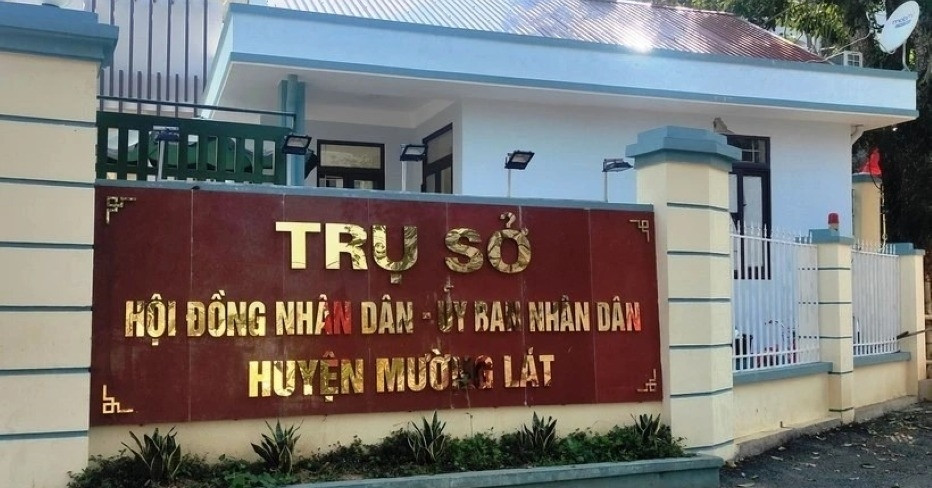 TRỤ SỞ
HỘI ĐỒNG NHÂN DÂN - ỦY BAN NHÂN DÂN
HUYỆN MƯỜNG LÁT